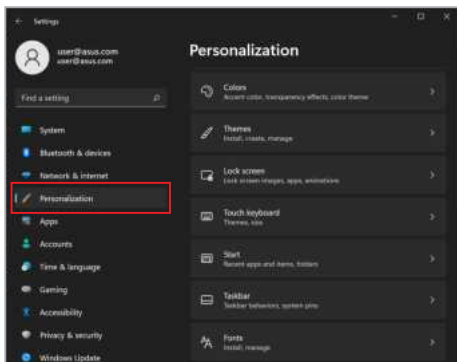 Settings
user@asus.com
user@asus.com
Find a setting
System
Bluetooth & devices
Network & internet
Personalization
Apps
Accounts
Time & language
Gaming
Accessibility
Privacy & security
Windows Update
Personalization
Colors
Accent color, transparency effects, color theme
Themes
Install, create, manage
Lock screen
Lock screen images, apps, animations
Touch keyboard
Themes, size
Start
Recent apps and items, folders
Taskbar
Taskbar behaviors, system pins
Fonts
Install, manage